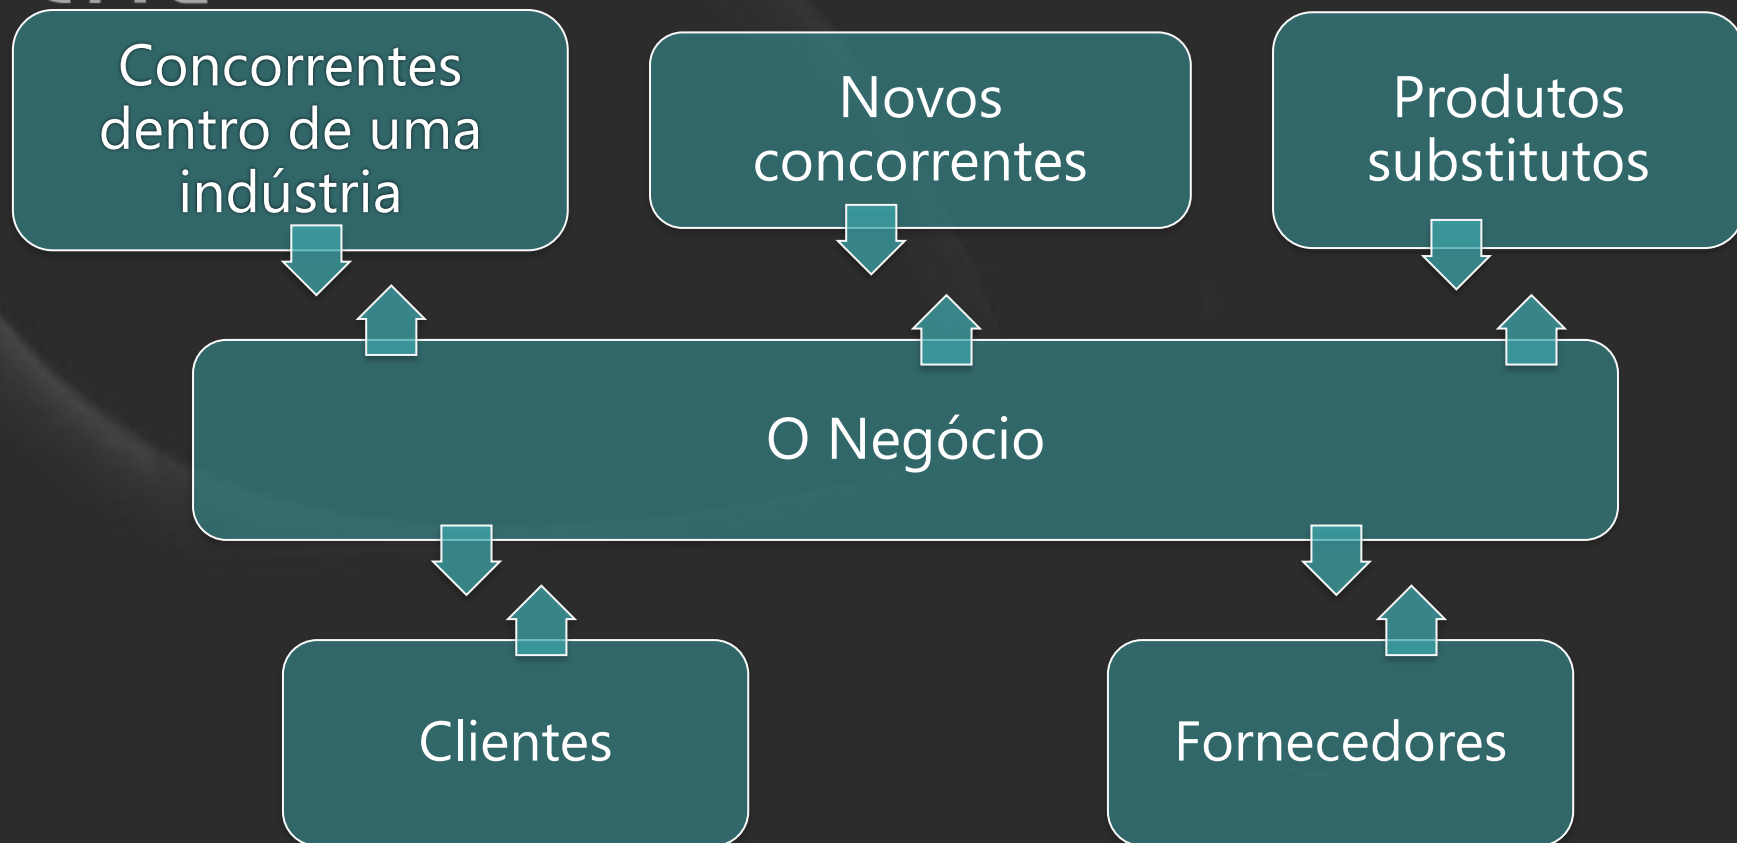 Concorrentes
dentro de uma
indústria
Novos
concorrentes
Produtos
substitutos
O Negócio
Clientes
Fornecedores